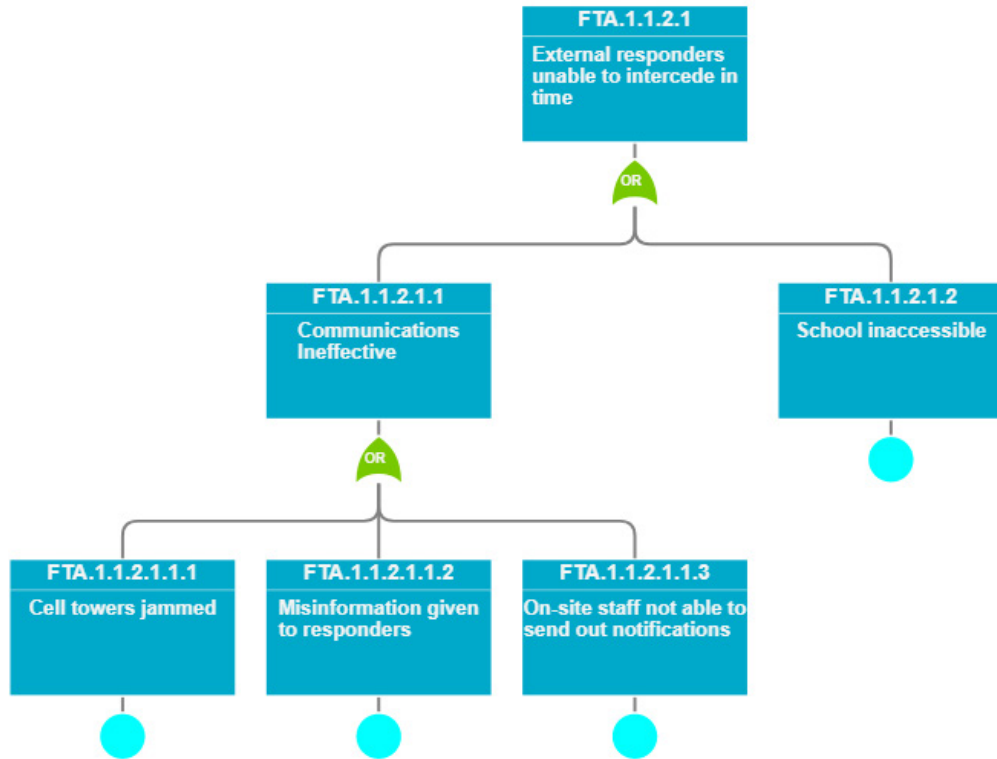 FTA.1.1.2.1
External responders
unable to intercede in
time
OR
FTA.1.1.2.1.1
Communications
Ineffective
FTA.1.1.2.1.2
School inaccessible
OR
FTA.1.1.2.1.1.1
Cell towers jammed
FTA.1.1.2.1.1.2
Misinformation given
to responders
FTA.1.1.2.1.1.3
On-site staff not able to
send out notifications